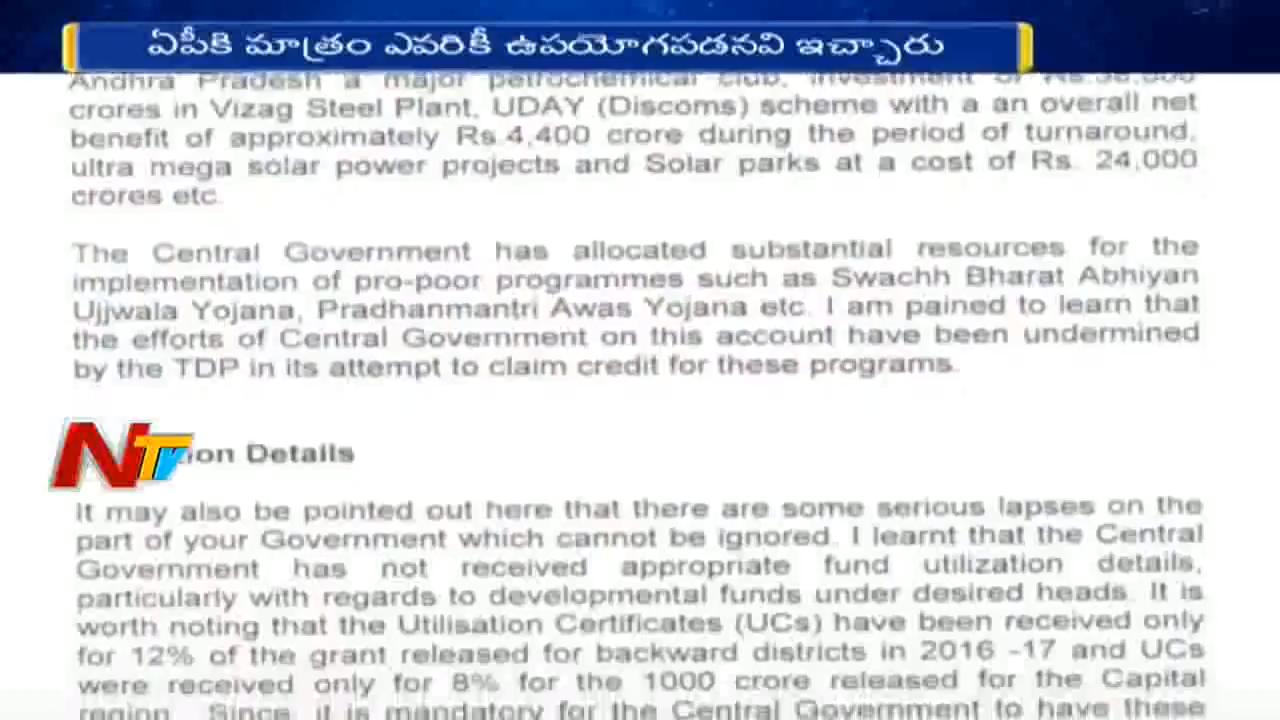 ఏపీకి మాత్రం ఎవరికీ ఉపయోగపడనవి ఇచ్చారు
Andhra Pradesh a major petrochemical club, investment of Rs.38,500
crores in Vizag Steel Plant, UDAY (Discoms) scheme with a an overall net
benefit of approximately Rs.4,400 crore during the period of turnaround,
ultra mega solar power projects and Solar parks at a cost of Rs. 24,000
crores etc.
The Central Government has allocated substantial resources for the
implementation of pro-poor programmes such as Swachh Bharat Abhiyan
Ujjwala Yojana, Pradhanmantri Awas Yojana etc. I am pained to learn that
the efforts of Central Government on this account have been undermined
by the TDP in its attempt to claim credit for these programs.
NTV
Details
It may also be pointed out here that there are some serious lapses on the
part of your Government which cannot be ignored. I learnt that the Central
Government has not received appropriate fund utilization details,
particularly with regards to developmental funds under desired heads. It is
worth noting that the Utilisation Certificates (UCs) have been received only
for 12% of the grant released for backward districts in 2016 -17 and UCs
were received only for 8% for the 1000 crore released for the Capital
region. Since, it is mandatory for the Central Government to have these